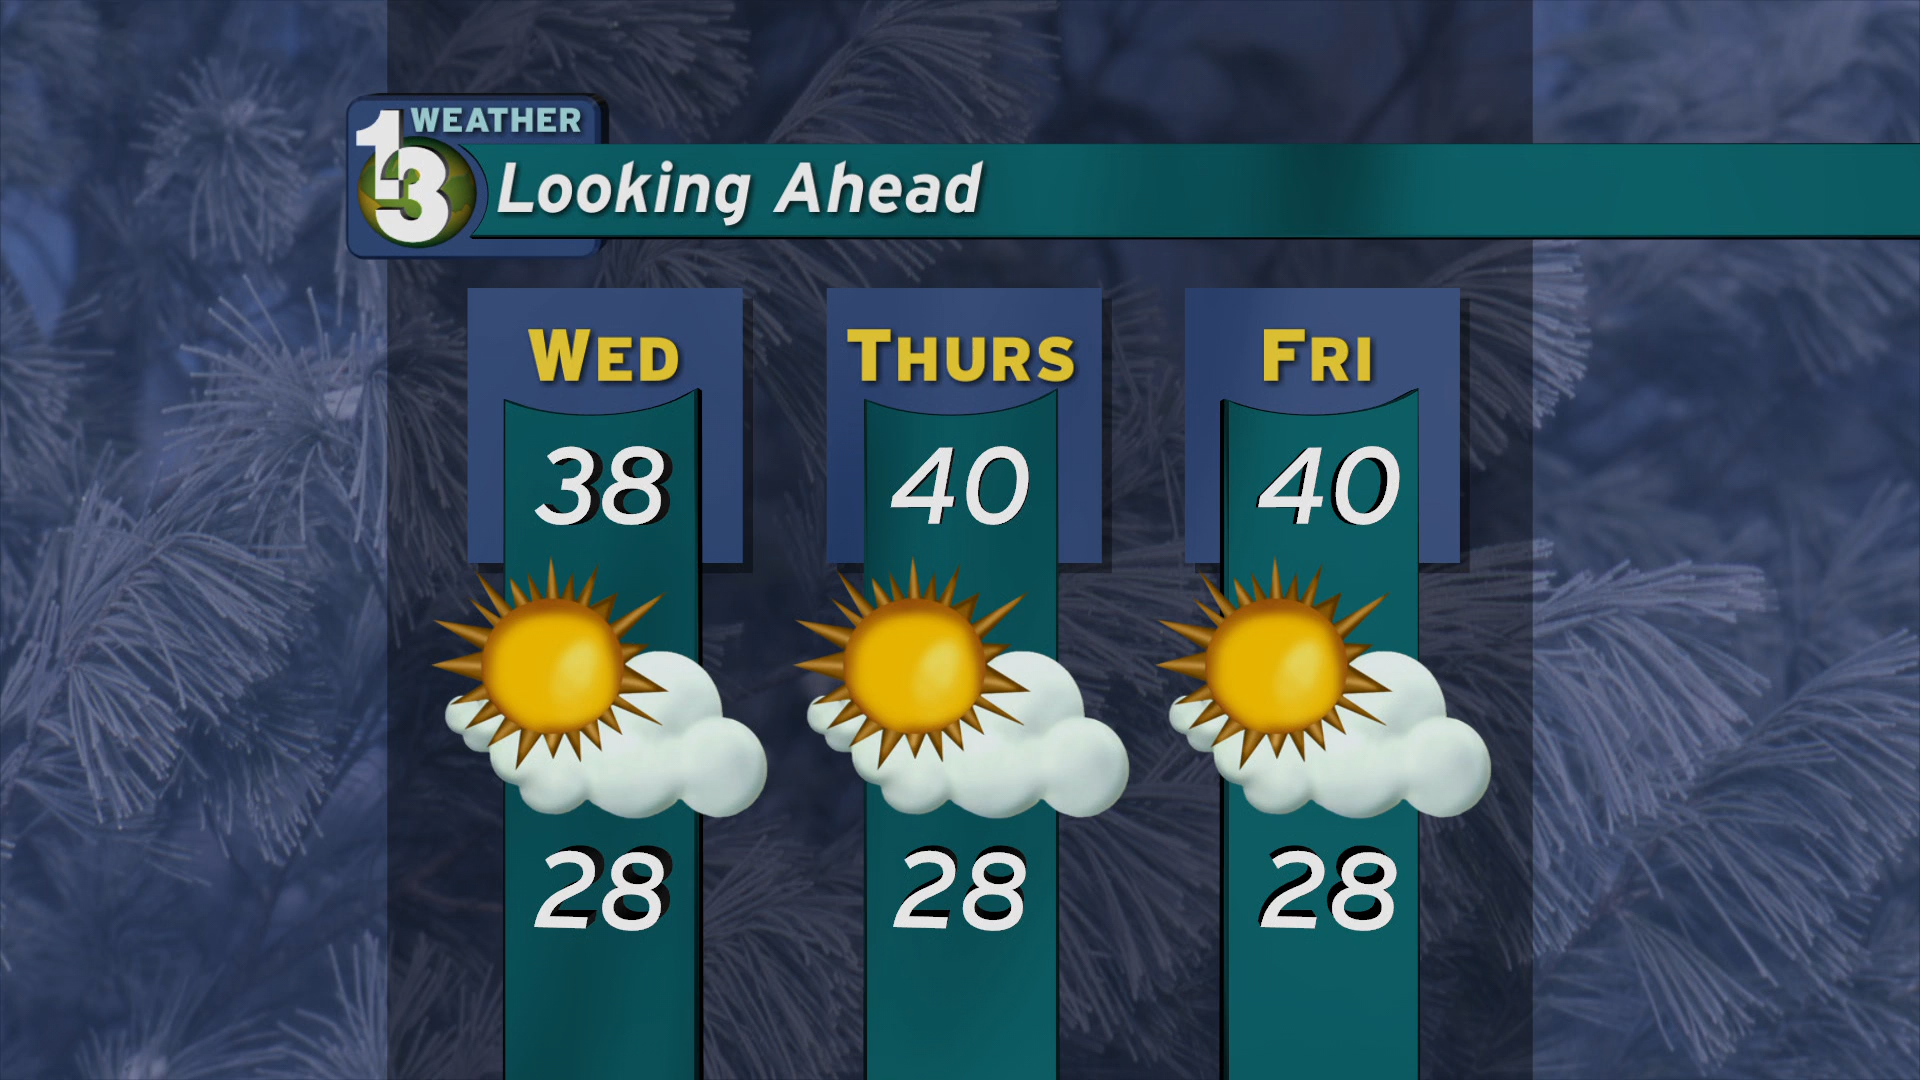 13 WEATHER
Looking Ahead
WED THURS FRI
38 40 40
28 28 28